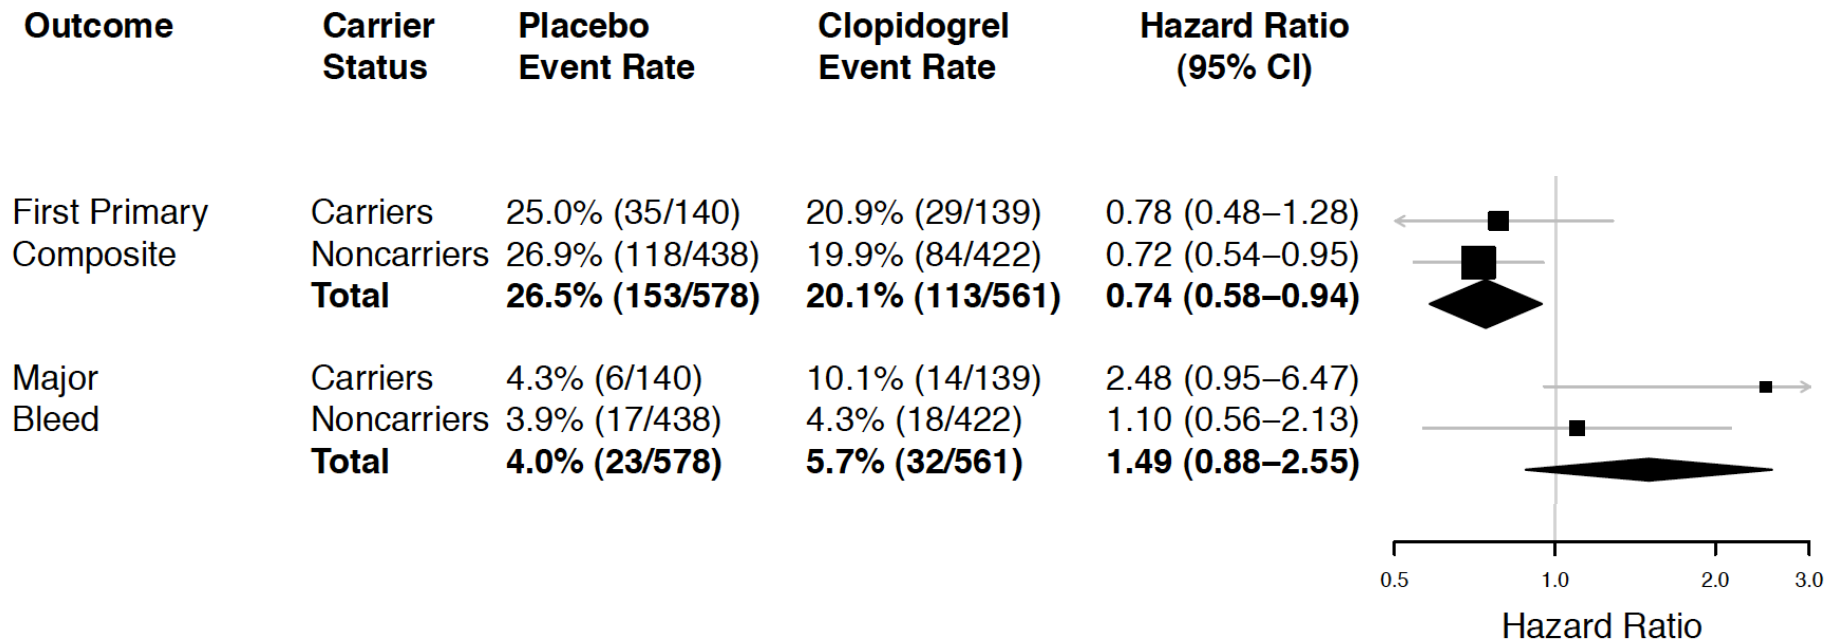 Outcome Carrier Placebo Clopidogrel Hazard Ratio
Status Event Rate Event Rate (95% CI)
First Primary Carriers 25.0% (35/140) 20.9% (29/139) 0.78 (0.48–1.28)
Composite Noncarriers 26.9% (118/438) 19.9% (84/422) 0.72 (0.54–0.95)
Total 26.5% (153/578) 20.1% (113/561) 0.74 (0.58–0.94)
Major Carriers 4.3% (6/140) 10.1% (14/139) 2.48 (0.95–6.47)
Bleed Noncarriers 3.9% (17/438) 4.3% (18/422) 1.10 (0.56–2.13)
Total 4.0% (23/578) 5.7% (32/561) 1.49 (0.88–2.55)
0.5 1.0 2.0 3.0
Hazard Ratio